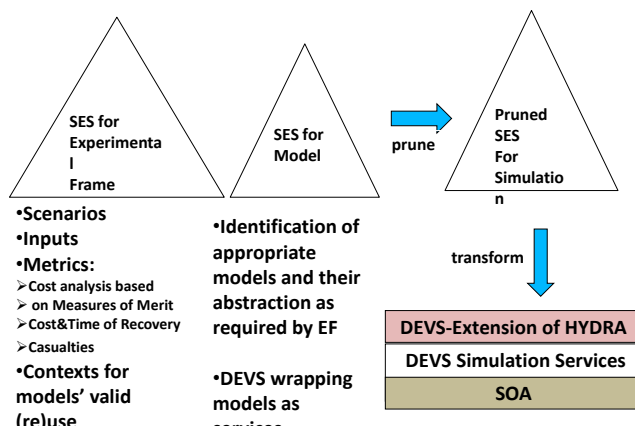 SES for
Experimenta
l
Frame
SES for
Model
prune
Pruned
SES
For
Simulatio
n
•Scenarios
•Inputs
•Metrics:
➢Cost analysis based
➢ on Measures of Merit
➢Cost&Time of Recovery
➢Casualties
•Contexts for
models’ valid
(re)use
•Identification of
appropriate
models and their
abstraction as
required by EF
•DEVS wrapping
models as
services
transform
DEVS-Extension of HYDRA
DEVS Simulation Services
SOA